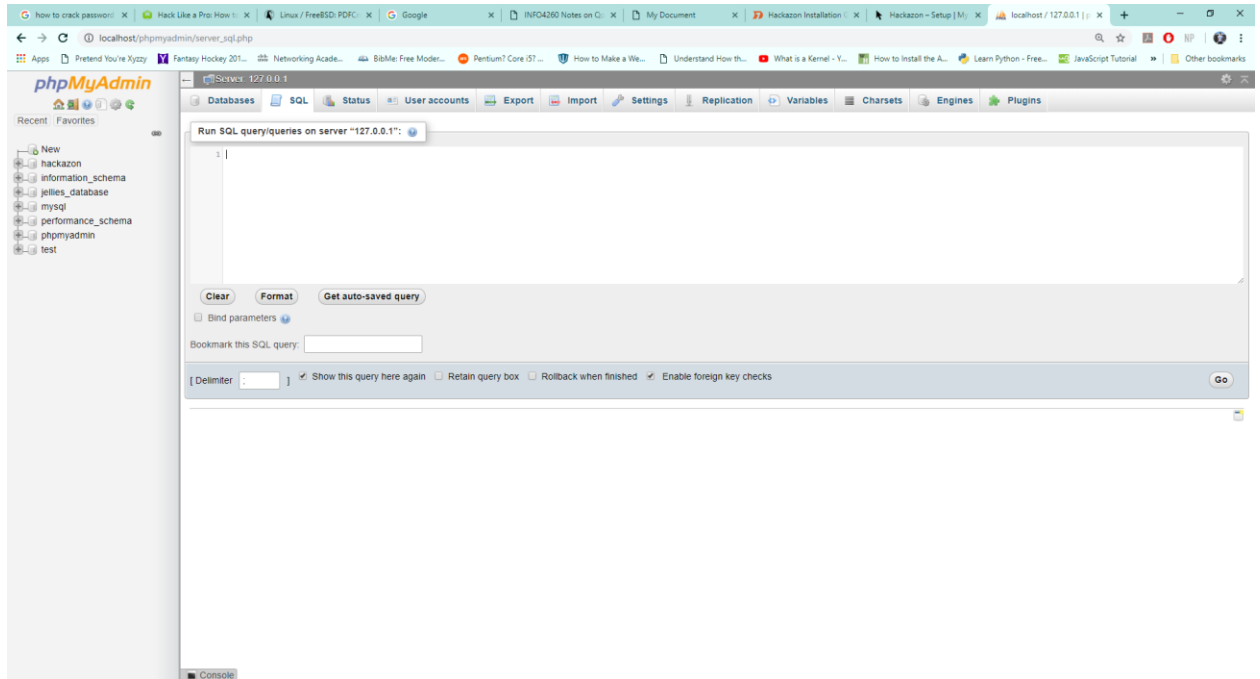 how to crack password
Hack Like a Pro: How to
Linux / FreeBSD: PDFC
Google
INFO4260 Notes on
My Document
Hackazon Installation
Hackazon – Setup | My
localhost / 127.0.0.1 | p
localhost/phpmyadmin/server_sql.php
Apps
Pretend You're Xyzzy
Fantasy Hockey 201...
Networking Acade...
BibMe: Free Moder...
Pentium? Core i5? ...
How to Make a We...
Understand How th...
What is a Kernel - Y...
How to Install the A...
Learn Python - Free...
JavaScript Tutorial
»
Other bookmarks
phpMyAdmin
Recent Favorites
New
hackazon
information_schema
jellies_database
mysql
performance_schema
phpmyadmin
test
Server: 127.0.0.1
Databases
SQL
Status
User accounts
Export
Import
Settings
Replication
Variables
Charsets
Engines
Plugins
Run SQL query/queries on server “127.0.0.1”:
1
Clear
Format
Get auto-saved query
Bind parameters
Bookmark this SQL query:
[ Delimiter ; ]
Show this query here again
Retain query box
Rollback when finished
Enable foreign key checks
Go
Console